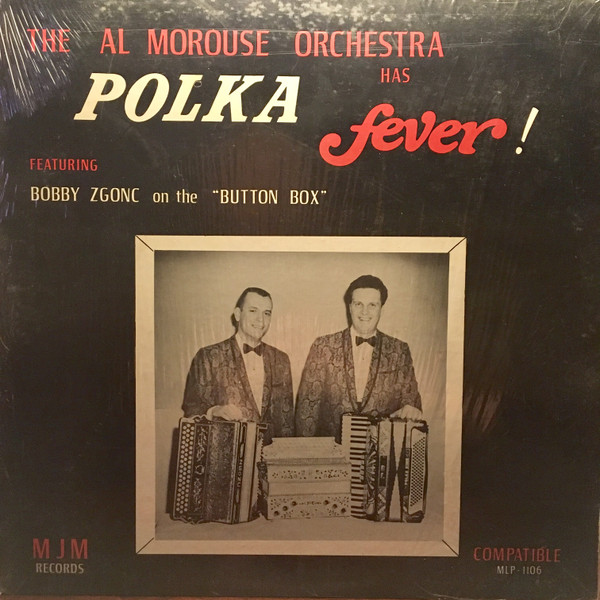 THE AL MOROUSE ORCHESTRA
HAS
POLKA
fever!
FEATURING
BOBBY ZGONC on the "BUTTON BOX"
MJM
RECORDS
COMPATIBLE
MLP-1106